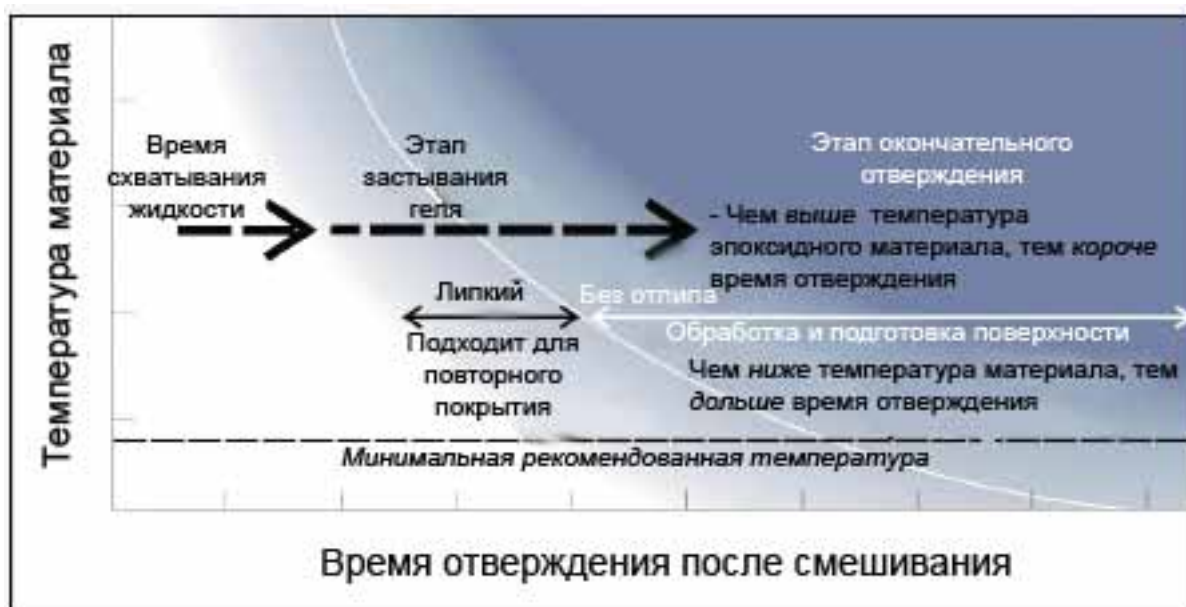 Температура материала
Время
схватывания
жидкости
Этап
застывания
геля
Этап окончательного
отверждения
- Чем выше температура
эпоксидного материала, тем короче
время отверждения
Липкий
Подходит для
повторного
покрытия
Без отлипа
Обработка и подготовка поверхности
Чем ниже температура материала, тем
дольше время отверждения
Минимальная рекомендованная температура
Время отверждения после смешивания